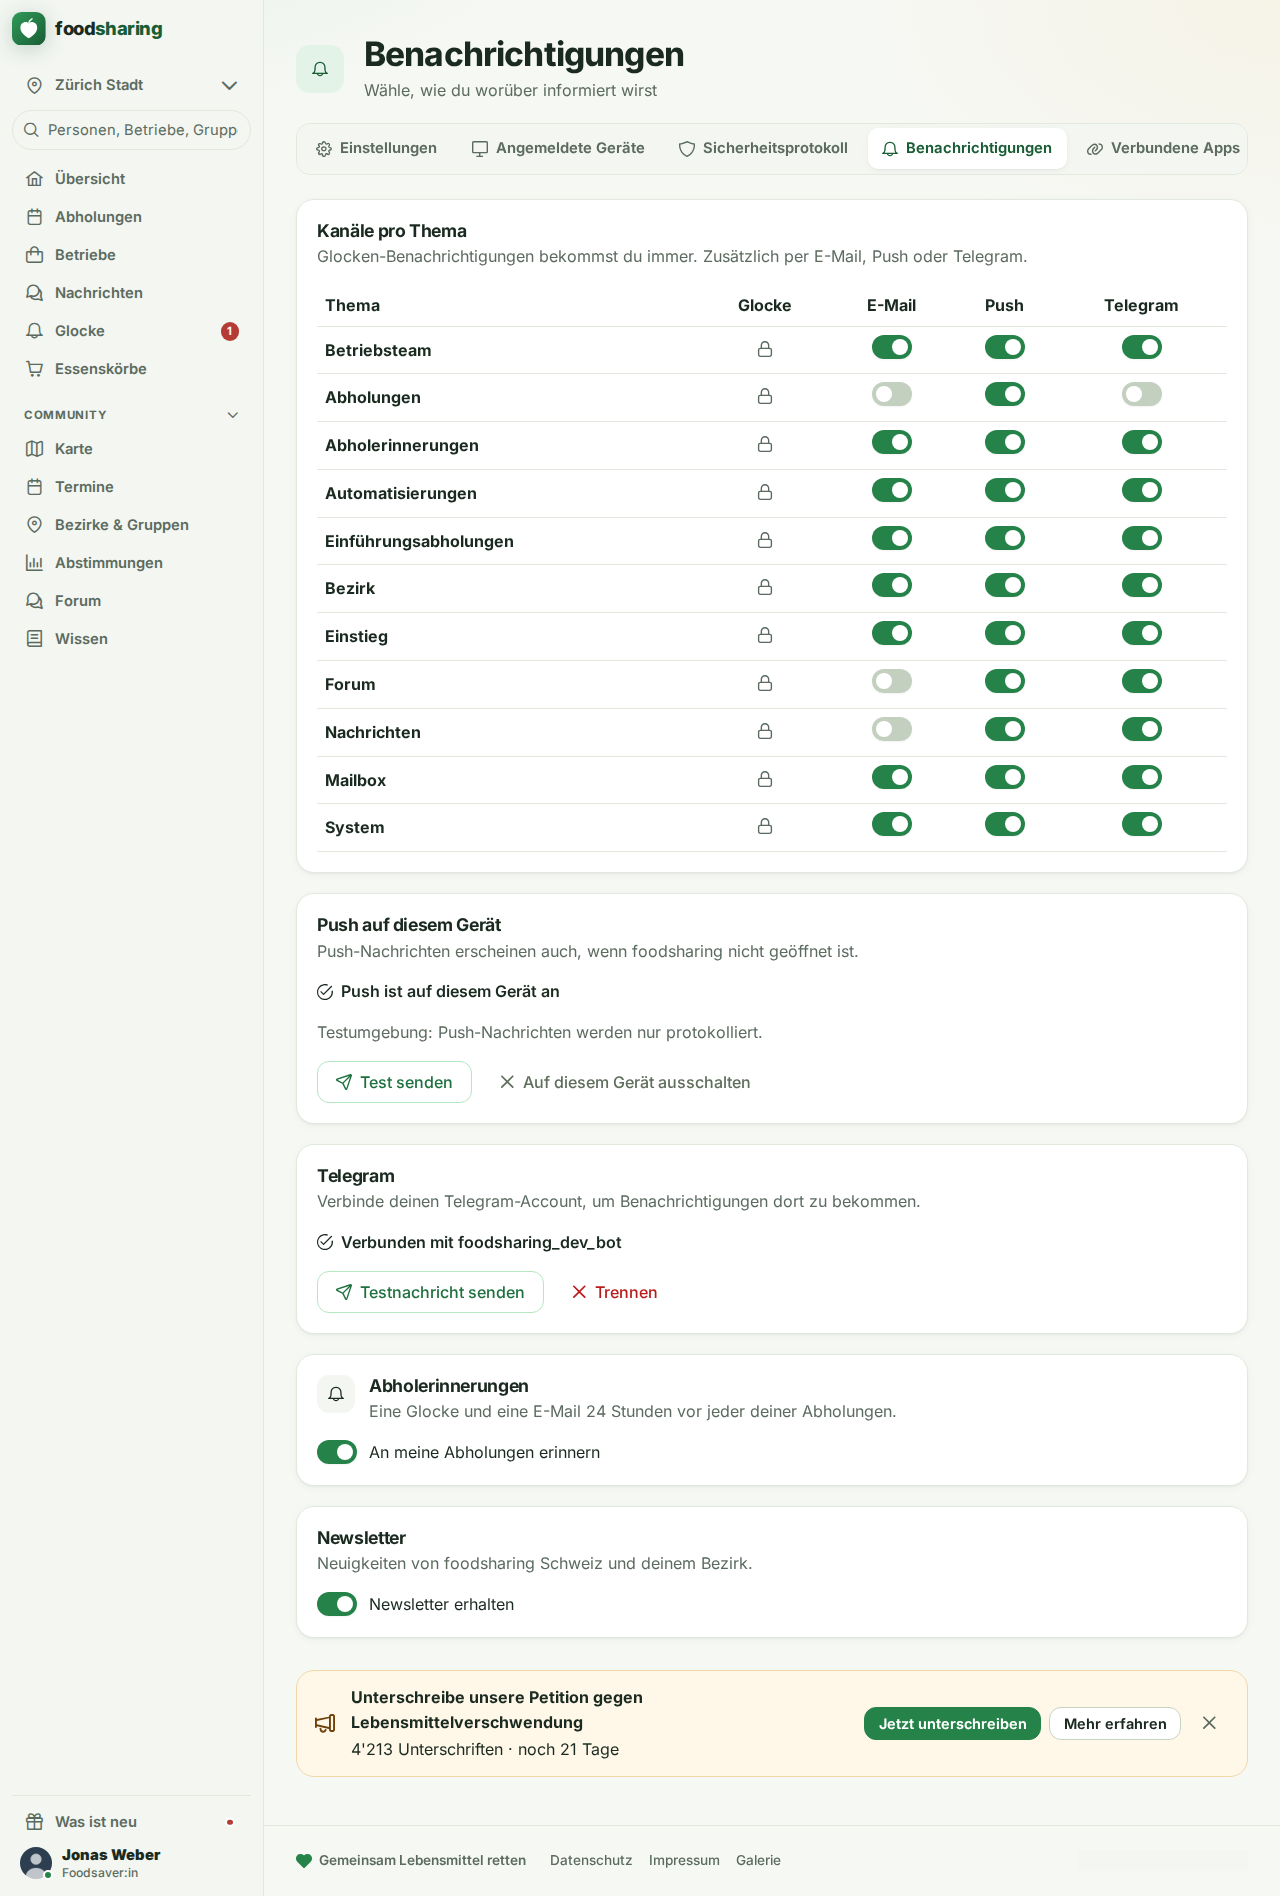 foodsharing
Zürich Stadt
Personen, Betriebe, Grupp
Übersicht
Abholungen
Betriebe
Nachrichten
Glocke 1
Essenskörbe
COMMUNITY
Karte
Termine
Bezirke & Gruppen
Abstimmungen
Forum
Wissen
Was ist neu
Jonas Weber
Foodsaver:in
Benachrichtigungen
Wähle, wie du worüber informiert wirst
Einstellungen Angemeldete Geräte Sicherheitsprotokoll Benachrichtigungen Verbundene Apps
Kanäle pro Thema
Glocken-Benachrichtigungen bekommst du immer. Zusätzlich per E-Mail, Push oder Telegram.
Thema Glocke E-Mail Push Telegram
Betriebsteam
Abholungen
Abholerinnerungen
Automatisierungen
Einführungsabholungen
Bezirk
Einstieg
Forum
Nachrichten
Mailbox
System
Push auf diesem Gerät
Push-Nachrichten erscheinen auch, wenn foodsharing nicht geöffnet ist.
Push ist auf diesem Gerät an
Testumgebung: Push-Nachrichten werden nur protokolliert.
Test senden Auf diesem Gerät ausschalten
Telegram
Verbinde deinen Telegram-Account, um Benachrichtigungen dort zu bekommen.
Verbunden mit foodsharing_dev_bot
Testnachricht senden Trennen
Abholerinnerungen
Eine Glocke und eine E-Mail 24 Stunden vor jeder deiner Abholungen.
An meine Abholungen erinnern
Newsletter
Neuigkeiten von foodsharing Schweiz und deinem Bezirk.
Newsletter erhalten
Unterschreibe unsere Petition gegen
Lebensmittelverschwendung
4'213 Unterschriften · noch 21 Tage
Jetzt unterschreiben Mehr erfahren
Gemeinsam Lebensmittel retten Datenschutz Impressum Galerie